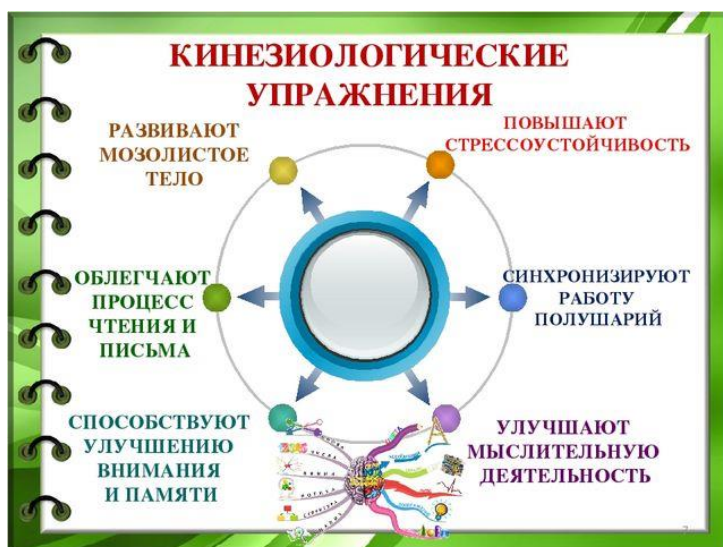 КИНЕЗИОЛОГИЧЕСКИЕ
УПРАЖНЕНИЯ
РАЗВИВАЮТ
МОЗОЛИСТОЕ
ТЕЛО
ПОВЫШАЮТ
СТРЕССОУСТОЙЧИВОСТЬ
ОБЛЕГЧАЮТ
ПРОЦЕСС
ЧТЕНИЯ И
ПИСЬМА
СИНХРОНИЗИРУЮТ
РАБОТУ
ПОЛУШАРИЙ
СПОСОБСТВУЮТ
УЛУЧШЕНИЮ
ВНИМАНИЯ
И ПАМЯТИ
УЛУЧШАЮТ
МЫСЛИТЕЛЬНУЮ
ДЕЯТЕЛЬНОСТЬ
7